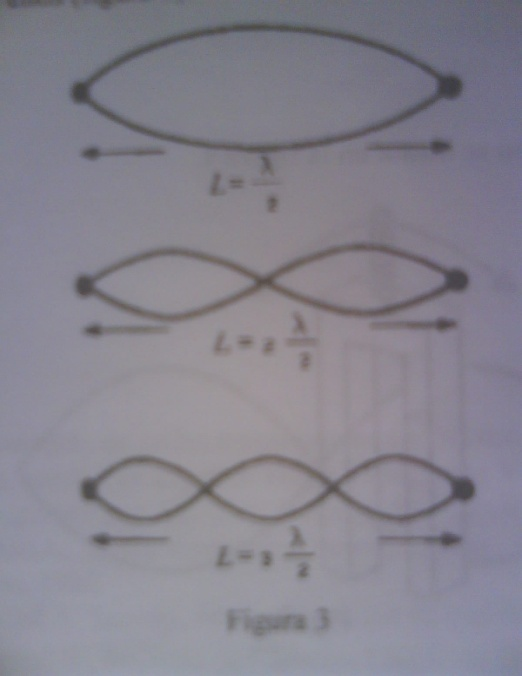 L = λ/2
L = 2 λ/2
L = 3 λ/2
Figura 3